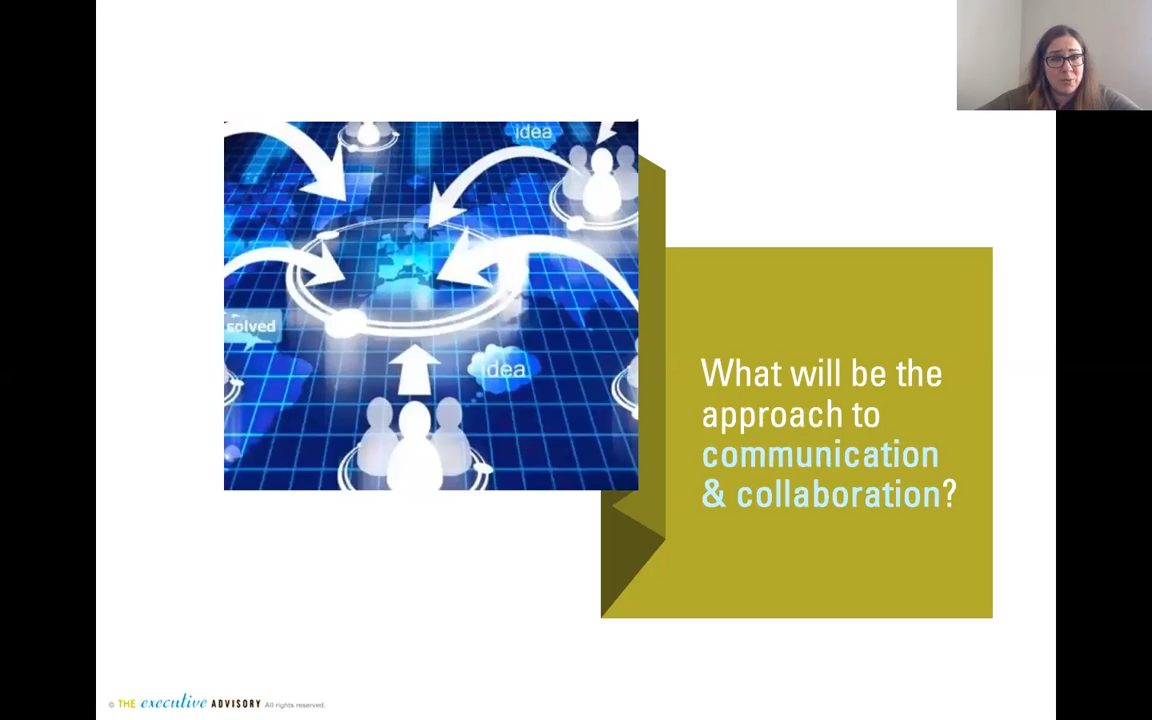 idea
solved
idea
What will be the
approach to
communication
& collaboration?
© THE executive ADVISORY All rights reserved.